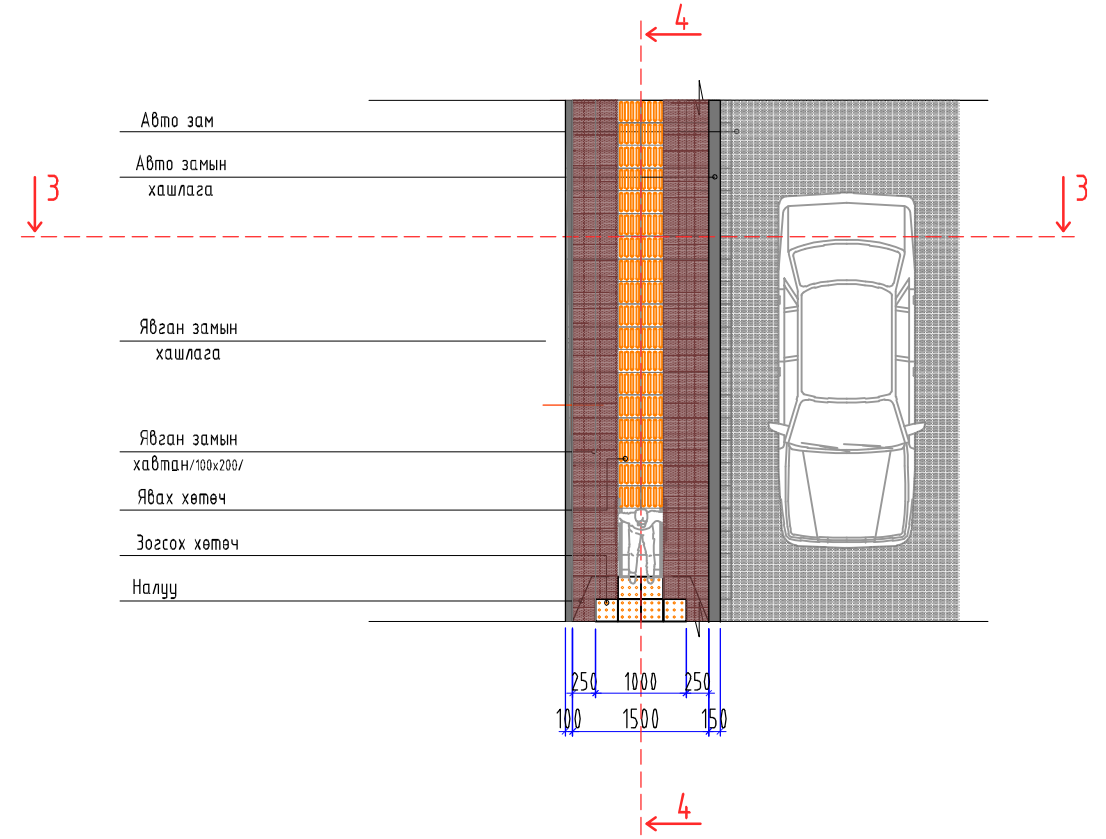 4
Авто зам
Авто замын
хашлага
3
3
Явган замын
хашлага
Явган замын
хавтан/100x200/
Явах хөтөч
Зогсох хөтөч
Налуу
250 1000 250
100 1500 150
4